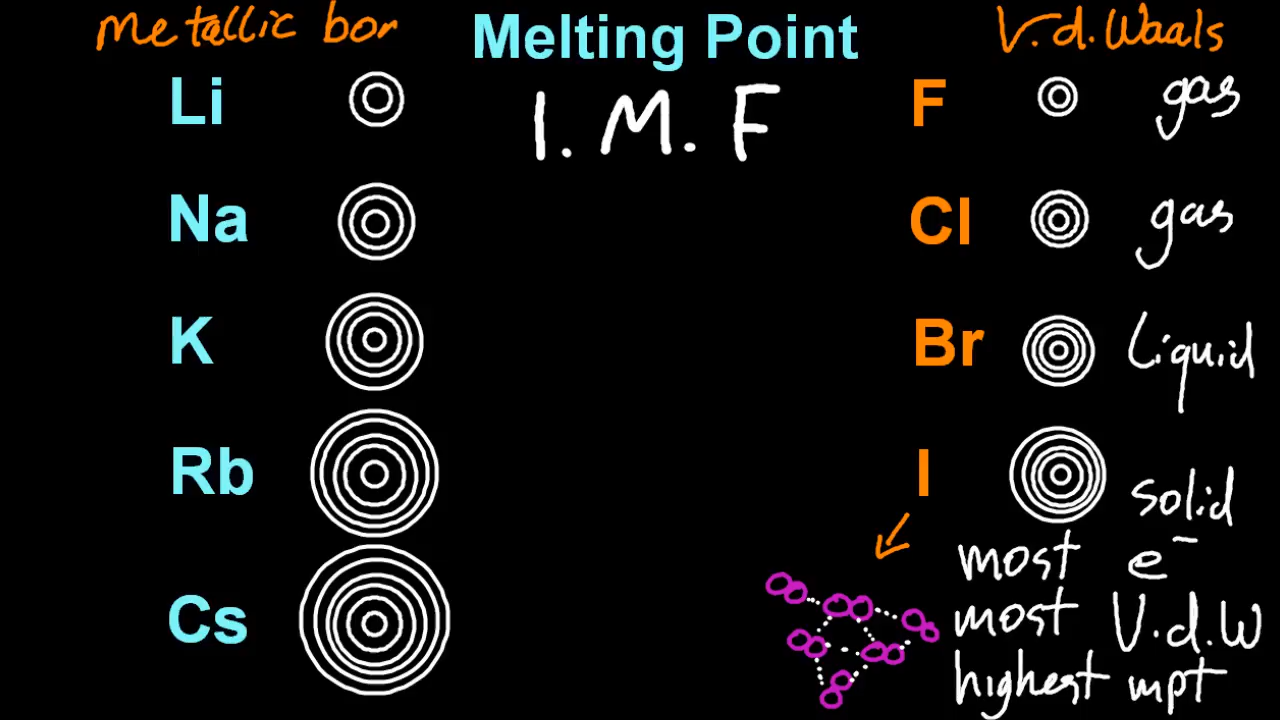 metallic bon Melting Point V.d.Waals
Li I.M.F F gas
Na Cl gas
K Br Liquid
Rb I solid
most e⁻
Cs most V.d.W
highest mpt